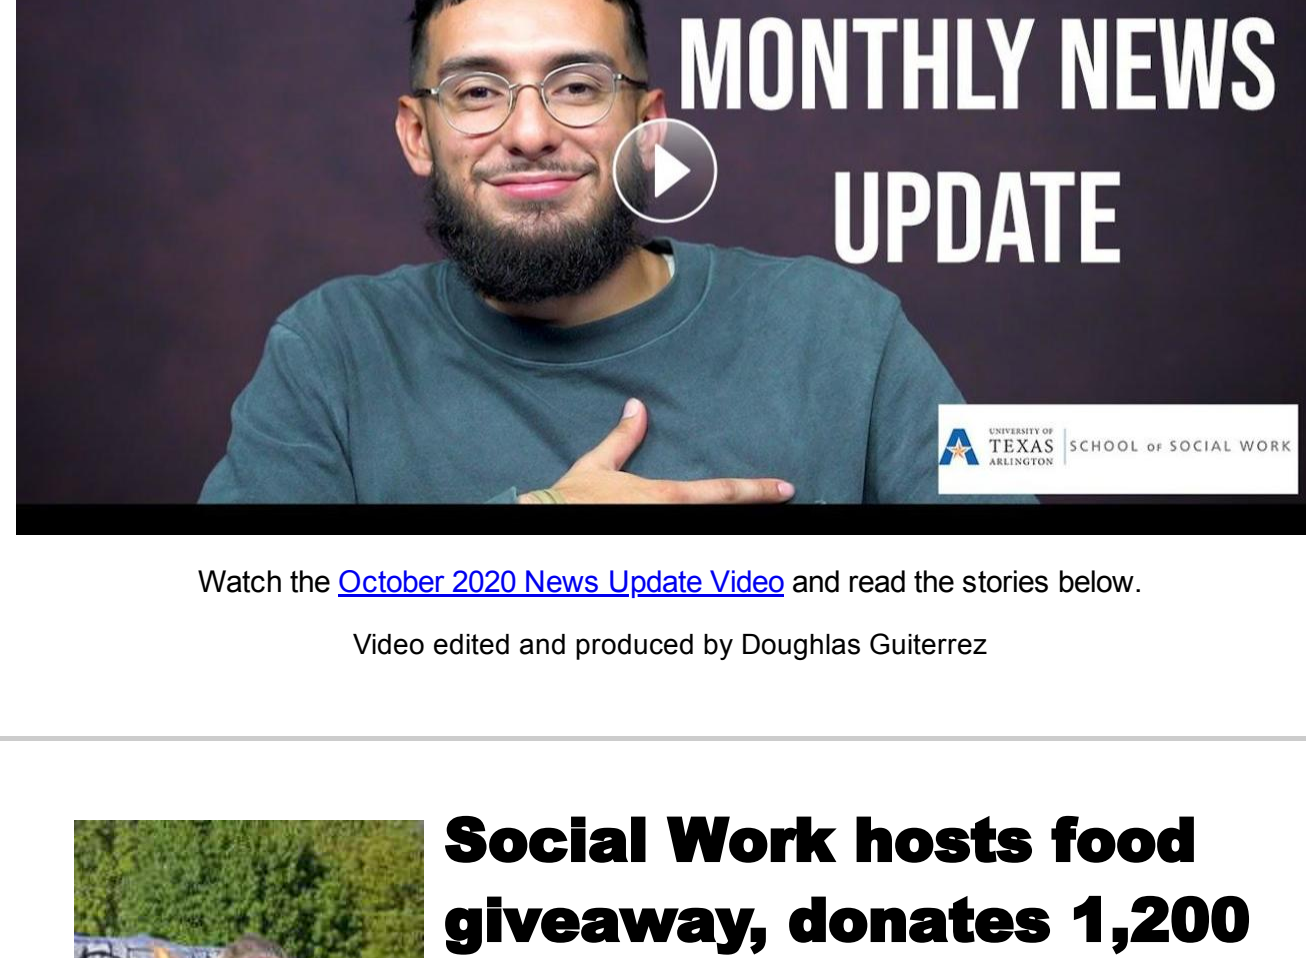 MONTHLY NEWS
UPDATE
UNIVERSITY OF
TEXAS
ARLINGTON
SCHOOL OF SOCIAL WORK
Watch the October 2020 News Update Video and read the stories below.
Video edited and produced by Doughlas Guiterrez
Social Work hosts food
giveaway, donates 1,200